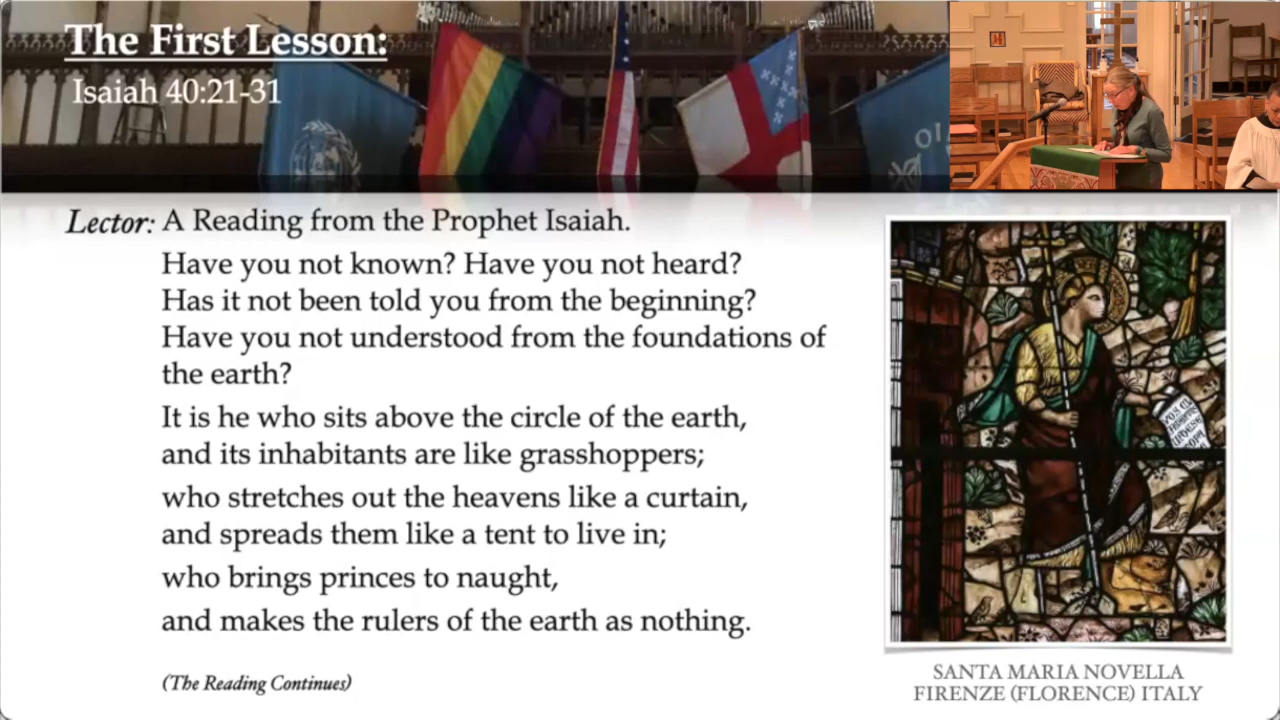 The First Lesson:
Isaiah 40:21-31
Lector: A Reading from the Prophet Isaiah.
Have you not known? Have you not heard?
Has it not been told you from the beginning?
Have you not understood from the foundations of
the earth?
It is he who sits above the circle of the earth,
and its inhabitants are like grasshoppers;
who stretches out the heavens like a curtain,
and spreads them like a tent to live in;
who brings princes to naught,
and makes the rulers of the earth as nothing.
(The Reading Continues)
SANTA MARIA NOVELLA
FIRENZE (FLORENCE) ITALY